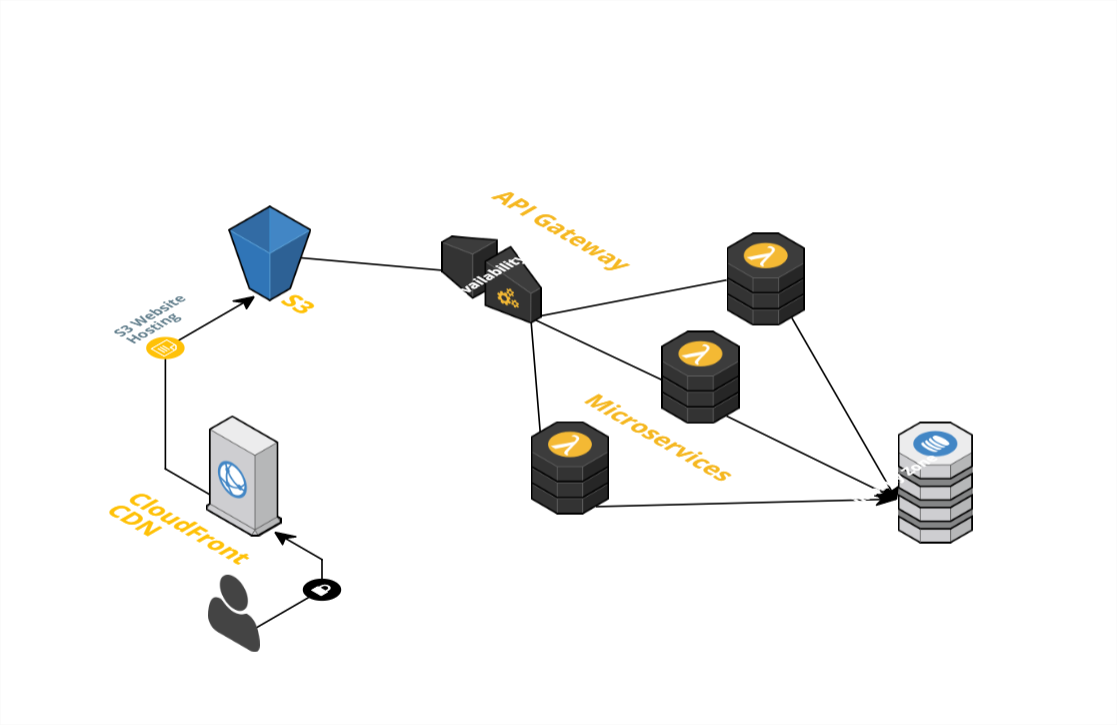 API Gateway
S3
S3 Website
Hosting
Microservices
CloudFront
CDN